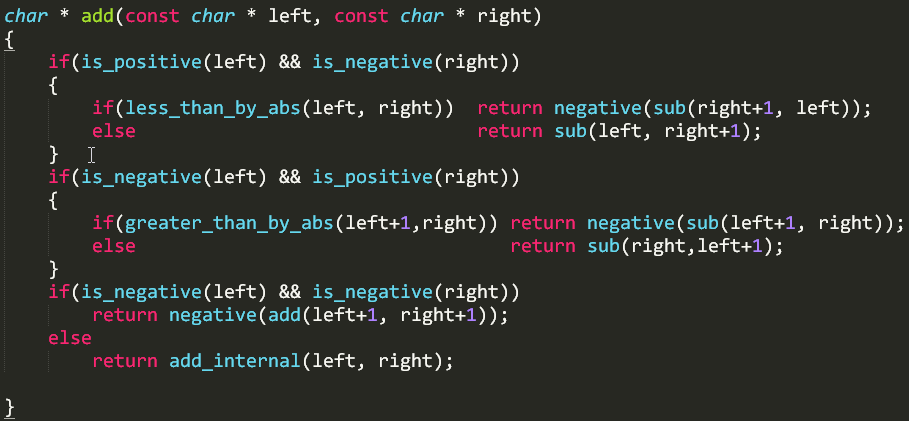 char * add(const char * left, const char * right)
{
    if(is_positive(left) && is_negative(right))
    {
        if(less_than_by_abs(left, right))  return negative(sub(right+1, left));
        else                               return sub(left, right+1);
    }
    if(is_negative(left) && is_positive(right))
    {
        if(greater_than_by_abs(left+1,right)) return negative(sub(left+1, right));
        else                                  return sub(right,left+1);
    }
    if(is_negative(left) && is_negative(right))
        return negative(add(left+1, right+1));
    else
        return add_internal(left, right);

}